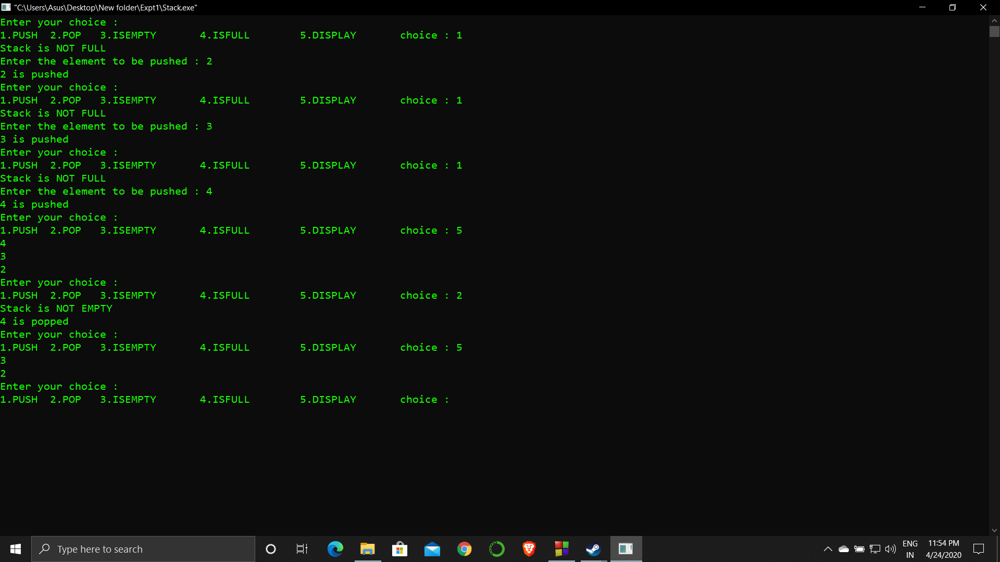 "C:\Users\Asus\Desktop\New folder\Expt1\Stack.exe"
Enter your choice :
1.PUSH  2.POP   3.ISEMPTY       4.ISFULL        5.DISPLAY       choice : 1
Stack is NOT FULL
Enter the element to be pushed : 2
2 is pushed
Enter your choice :
1.PUSH  2.POP   3.ISEMPTY       4.ISFULL        5.DISPLAY       choice : 1
Stack is NOT FULL
Enter the element to be pushed : 3
3 is pushed
Enter your choice :
1.PUSH  2.POP   3.ISEMPTY       4.ISFULL        5.DISPLAY       choice : 1
Stack is NOT FULL
Enter the element to be pushed : 4
4 is pushed
Enter your choice :
1.PUSH  2.POP   3.ISEMPTY       4.ISFULL        5.DISPLAY       choice : 5
4
3
2
Enter your choice :
1.PUSH  2.POP   3.ISEMPTY       4.ISFULL        5.DISPLAY       choice : 2
Stack is NOT EMPTY
4 is popped
Enter your choice :
1.PUSH  2.POP   3.ISEMPTY       4.ISFULL        5.DISPLAY       choice : 5
3
2
Enter your choice :
1.PUSH  2.POP   3.ISEMPTY       4.ISFULL        5.DISPLAY       choice :
Type here to search
ENG
IN
11:54 PM
4/24/2020